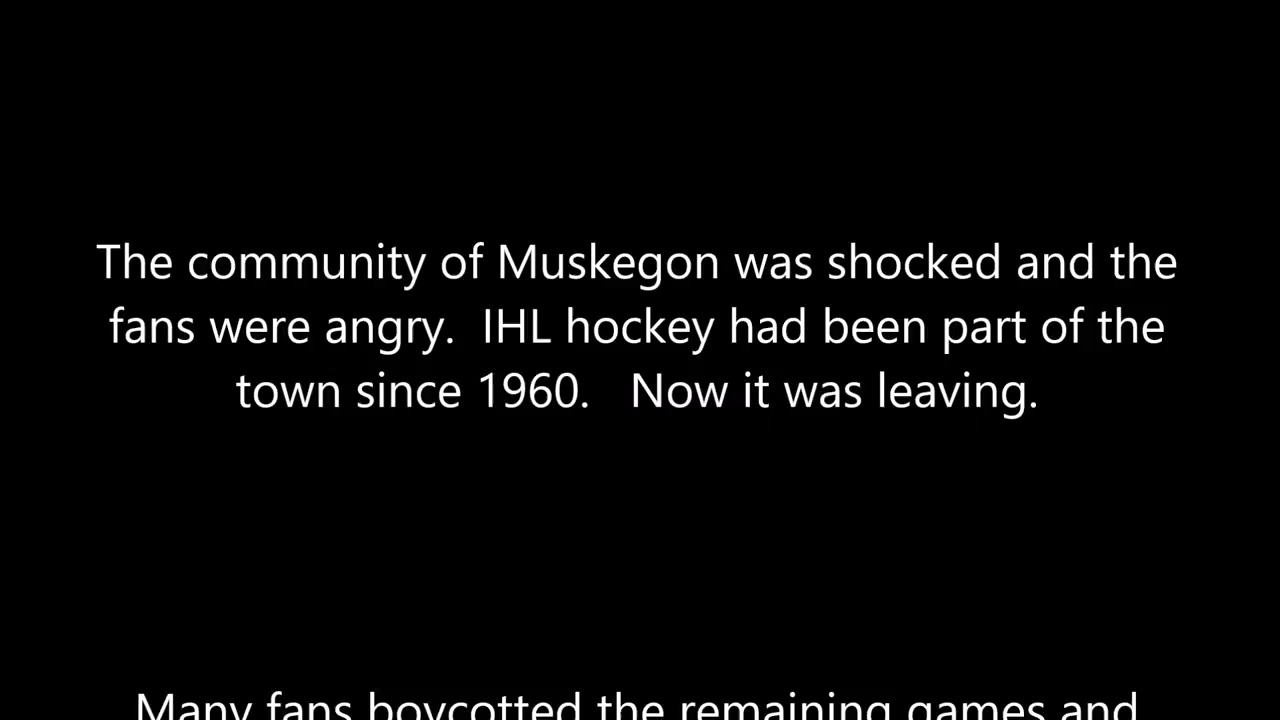 The community of Muskegon was shocked and the
fans were angry.  IHL hockey had been part of the
town since 1960.   Now it was leaving.
Many fans boycotted the remaining games and